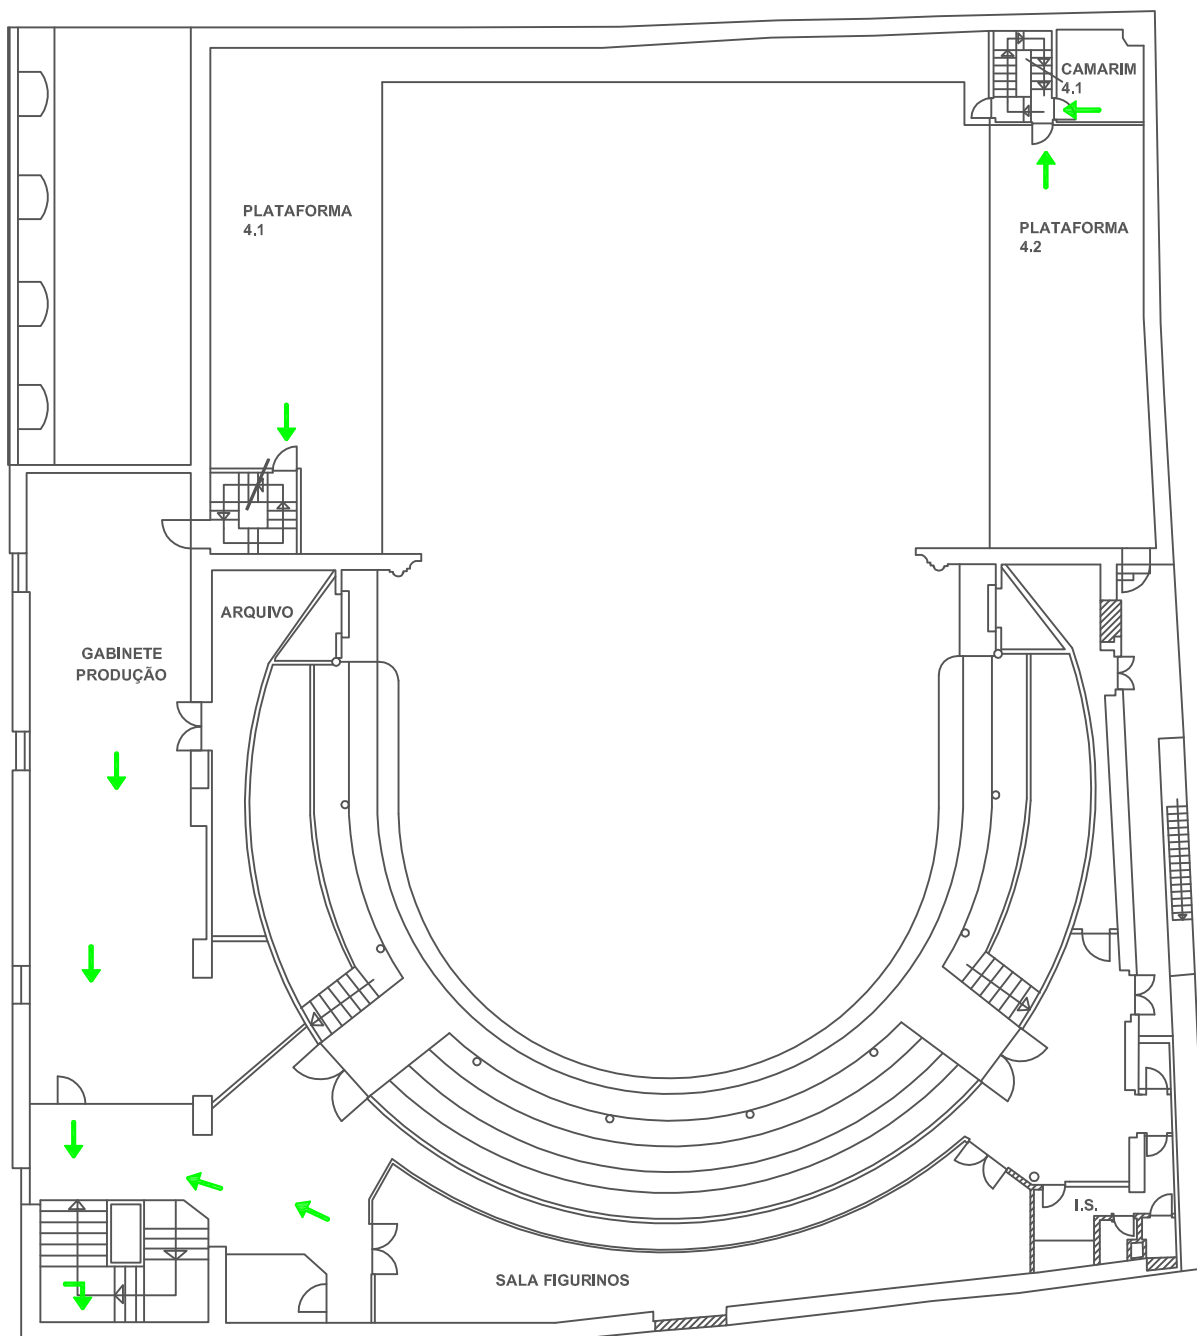 CAMARIM
4.1
PLATAFORMA
4.1
PLATAFORMA
4.2
ARQUIVO
GABINETE
PRODUÇÃO
I.S.
SALA FIGURINOS